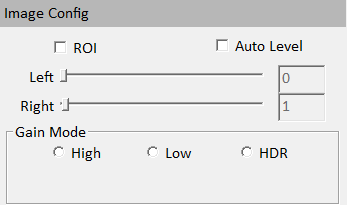 Image Config
ROI Auto Level
Left 0
Right 1
Gain Mode
High Low HDR